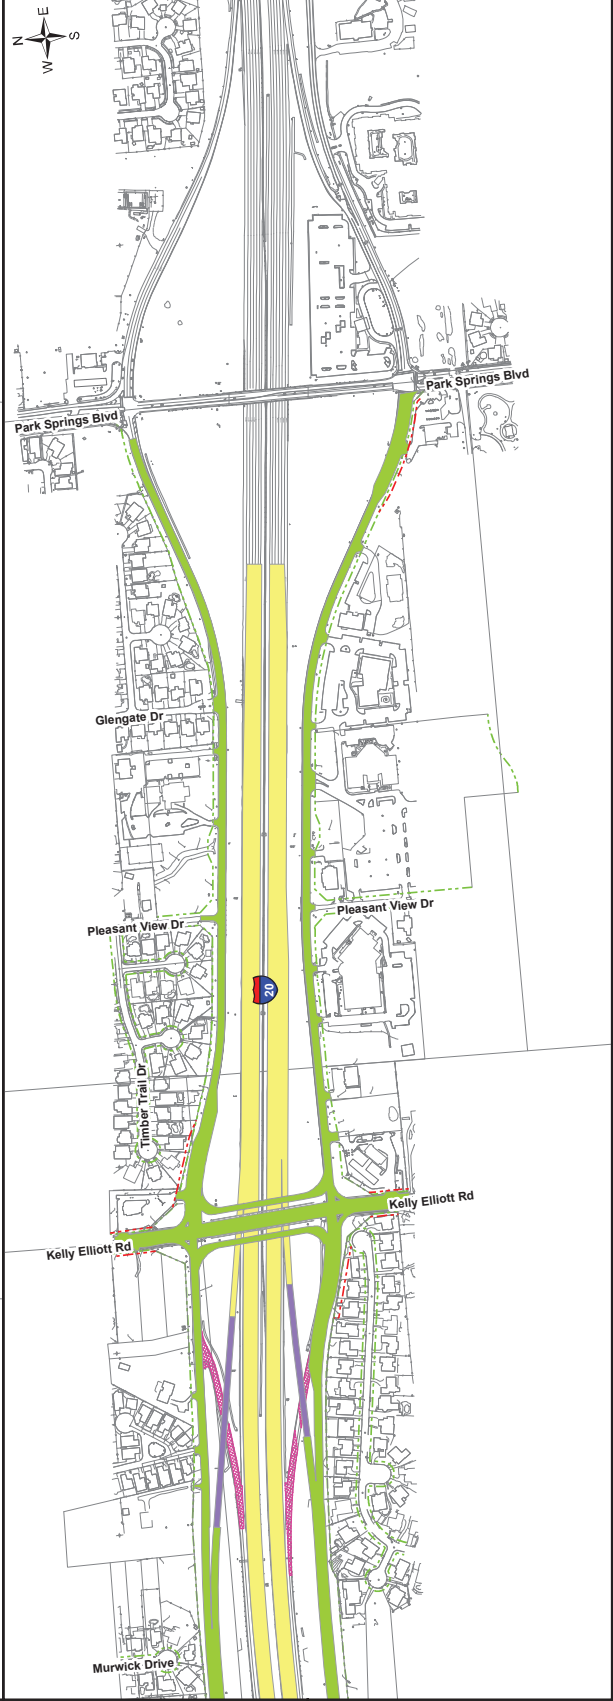 E
N
S
W
Park Springs Blvd
Park Springs Blvd
Glengate Dr
Pleasant View Dr
Pleasant View Dr
20
Timber Trail Dr
Kelly Elliott Rd
Kelly Elliott Rd
Murwick Drive